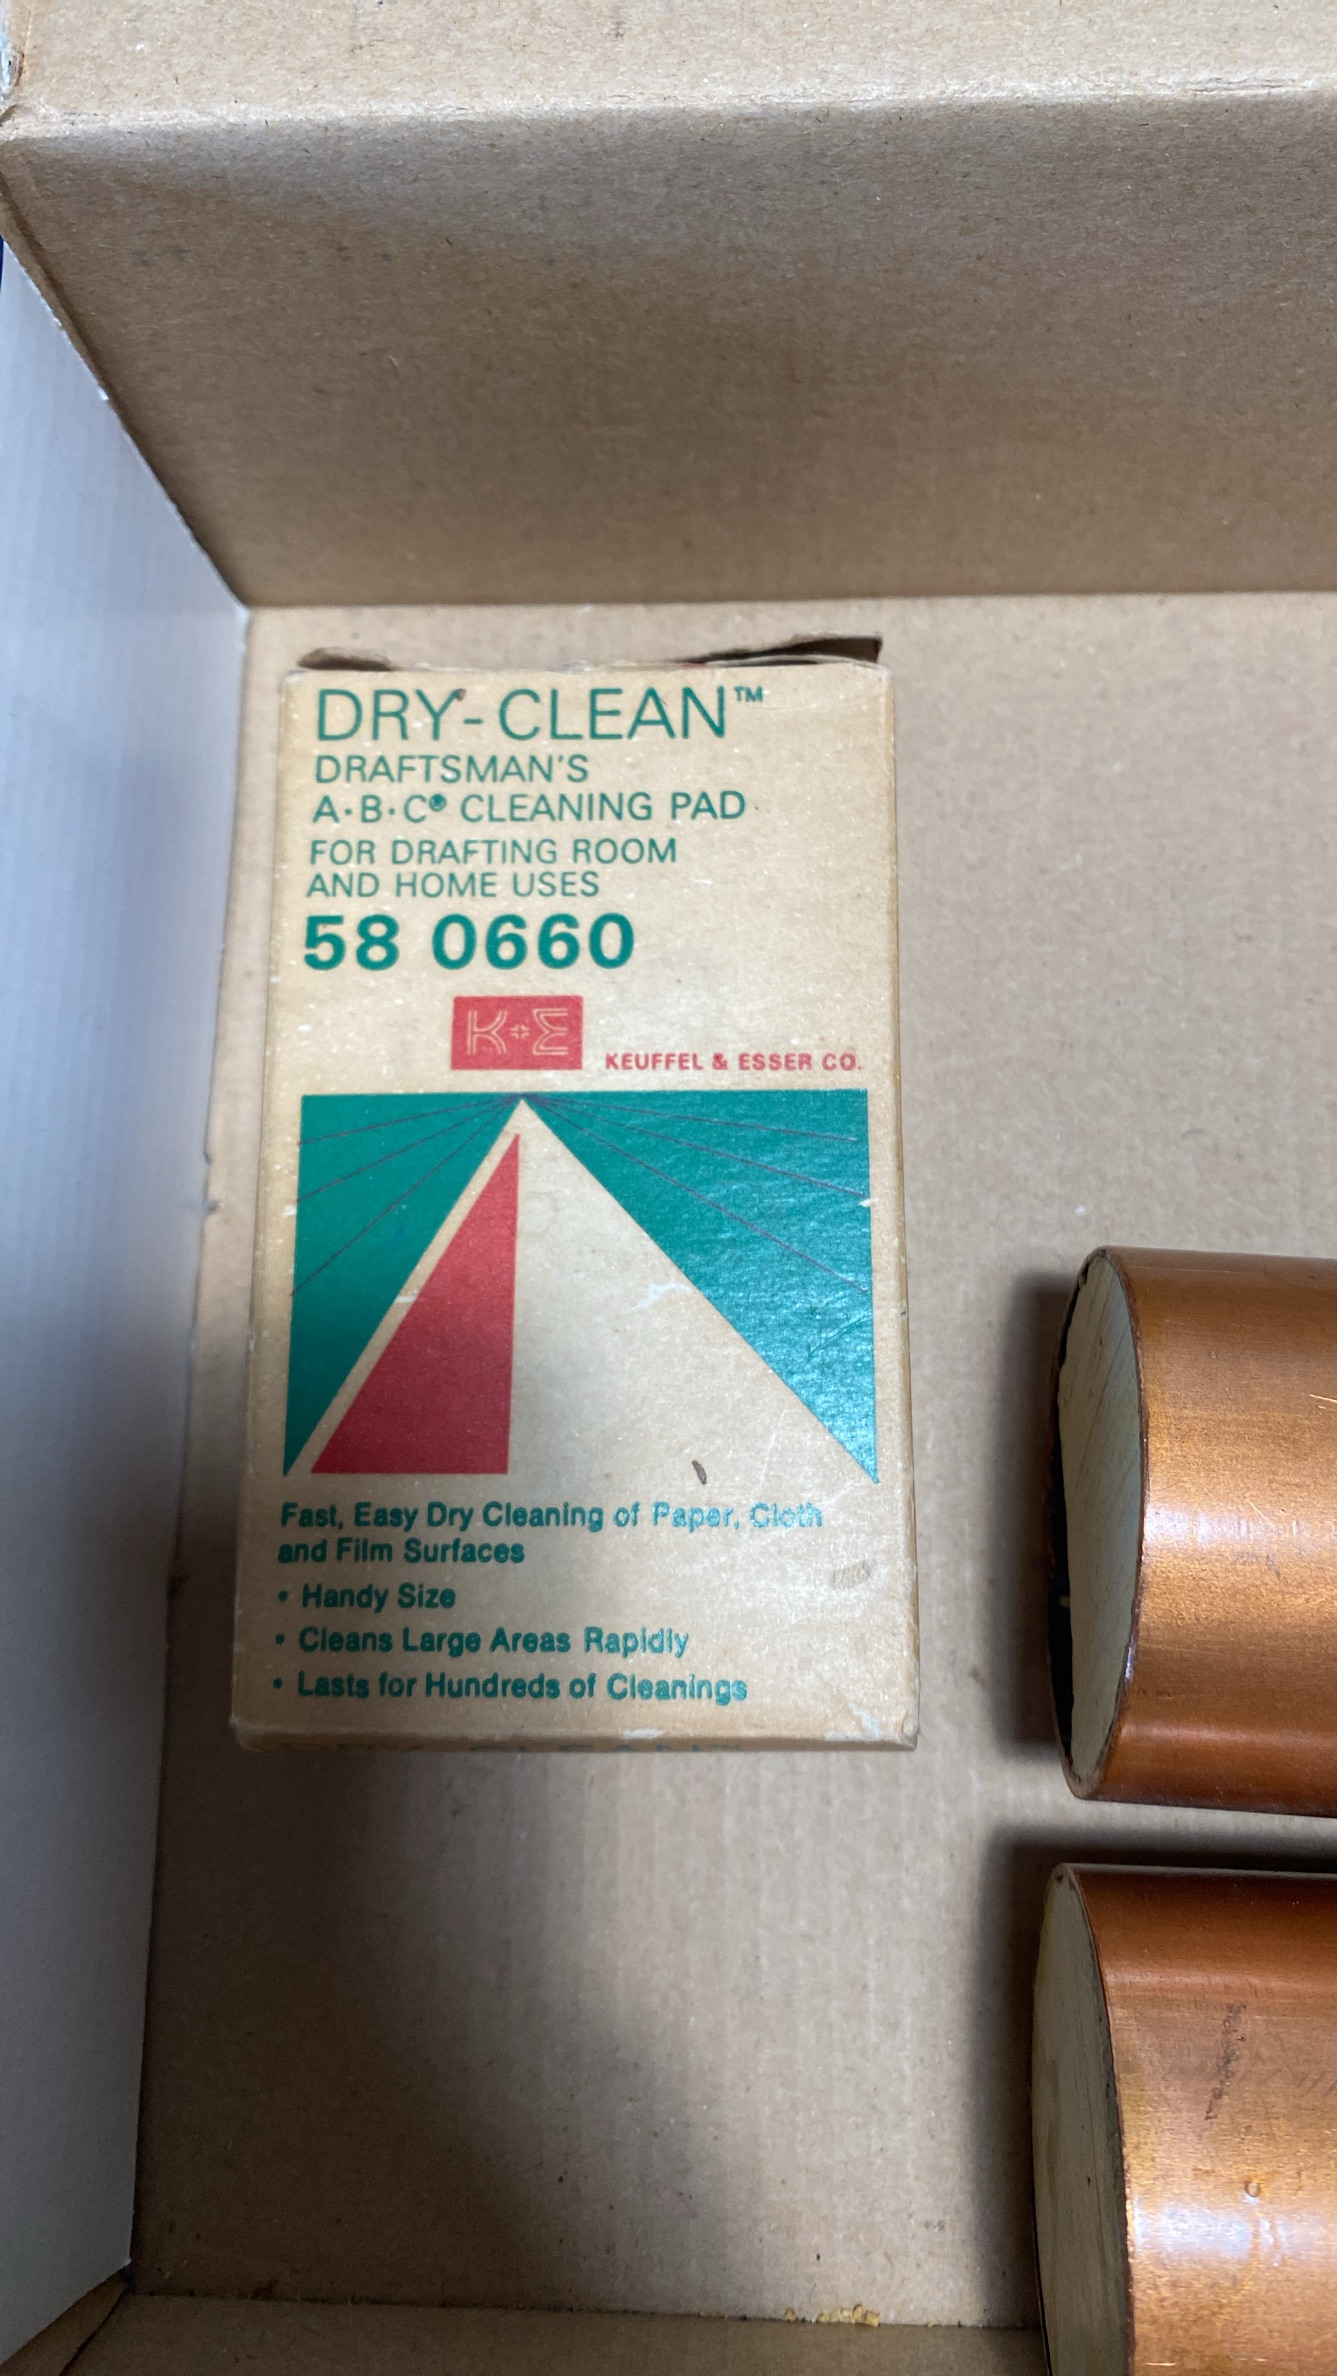 DRY-CLEAN™
DRAFTSMAN'S
A·B·C® CLEANING PAD
FOR DRAFTING ROOM
AND HOME USES
58 0660
K+E
KEUFFEL & ESSER CO.
Fast, Easy Dry Cleaning of Paper, Cloth
and Film Surfaces
• Handy Size
• Cleans Large Areas Rapidly
• Lasts for Hundreds of Cleanings